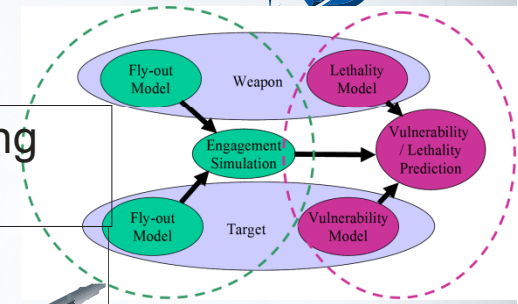 Fly-out
Model
Weapon
Lethality
Model
ng
Engagement
Simulation
Vulnerability
/ Lethality
Prediction
Fly-out
Model
Target
Vulnerability
Model